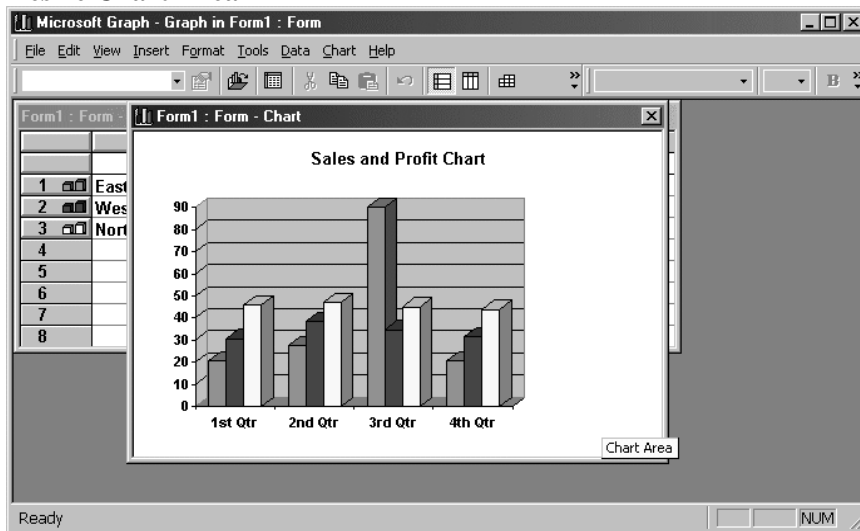 Microsoft Graph - Graph in Form1 : Form
File Edit View Insert Format Tools Data Chart Help
B
Form1 : Form -
Form1 : Form - Chart
Sales and Profit Chart
1 East
2 Wes
3 Nort
4
5
6
7
8
90
80
70
60
50
40
30
20
10
0
1st Qtr 2nd Qtr 3rd Qtr 4th Qtr
Chart Area
Ready NUM